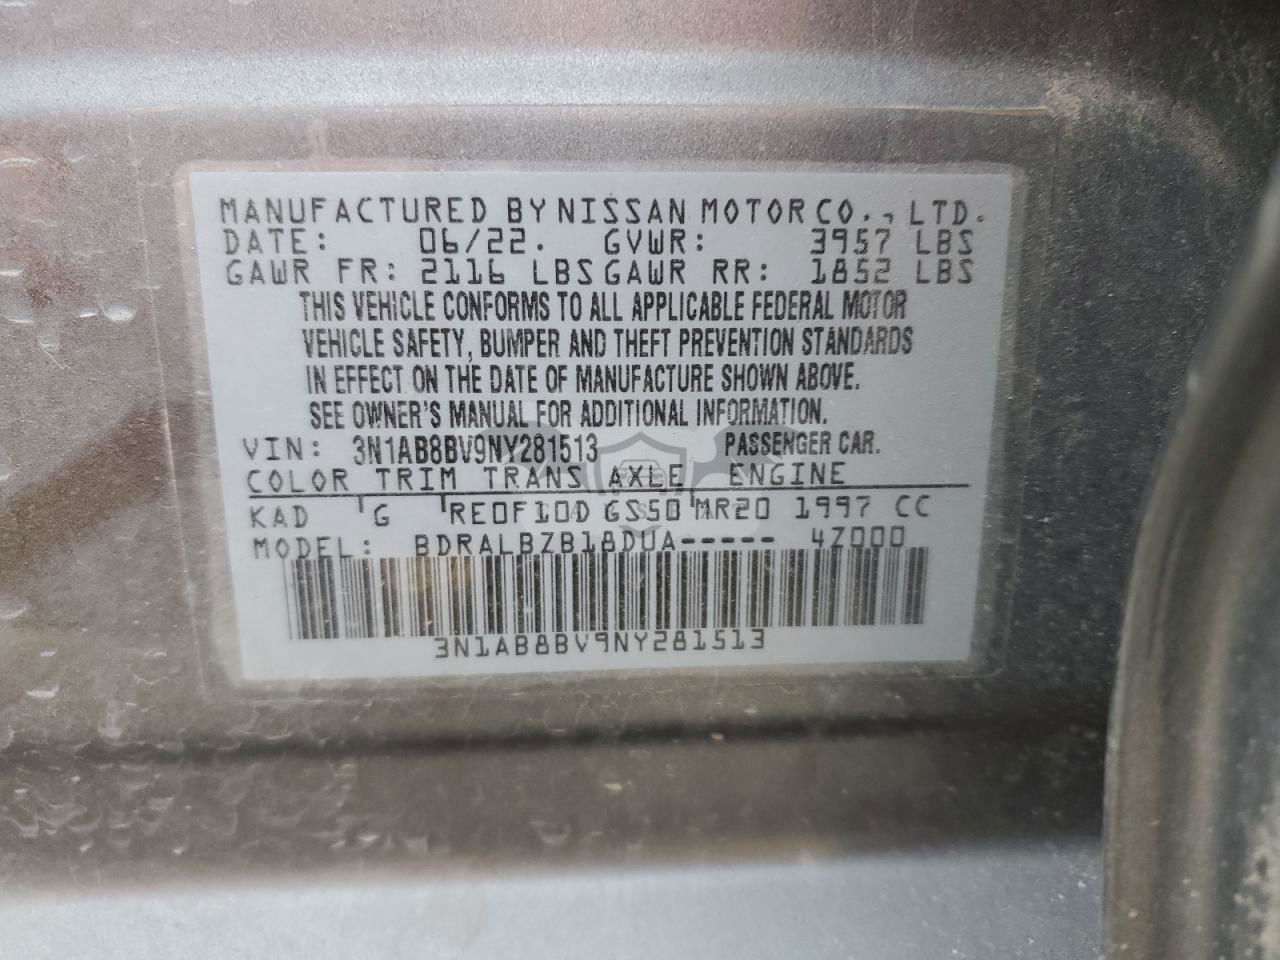 MANUFACTURED BY NISSAN MOTOR CO., LTD.
DATE: 06/22. GVWR: 3957 LBS
GAWR FR: 2116 LBS GAWR RR: 1852 LBS
THIS VEHICLE CONFORMS TO ALL APPLICABLE FEDERAL MOTOR
VEHICLE SAFETY, BUMPER AND THEFT PREVENTION STANDARDS
IN EFFECT ON THE DATE OF MANUFACTURE SHOWN ABOVE.
SEE OWNER'S MANUAL FOR ADDITIONAL INFORMATION.
VIN: 3N1AB8BV9NY281513 PASSENGER CAR.
COLOR TRIM TRANS AXLE ENGINE
KAD G RE0F10D GS50 MR20 1997 CC
MODEL: BDRALBZB18DUA----- 4Z000
3N1AB8BV9NY281513